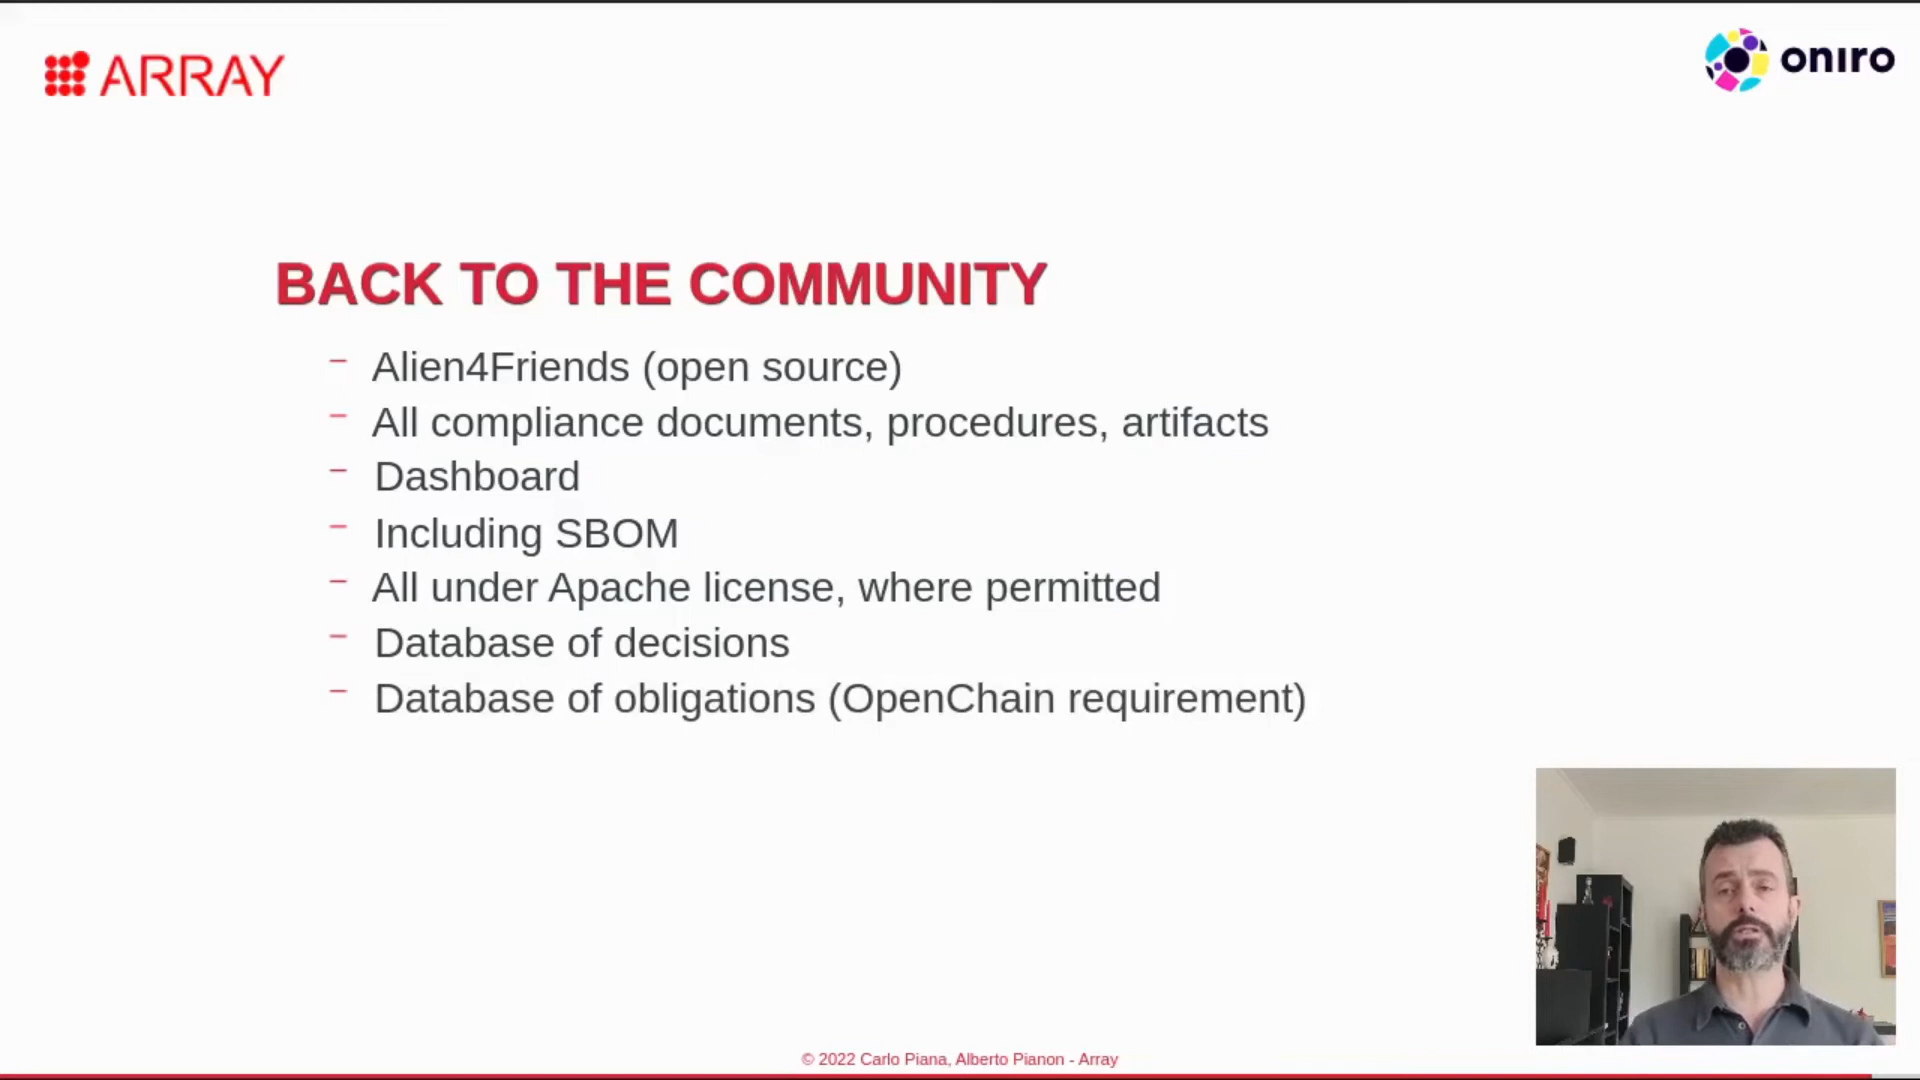 ARRAY
oniro
BACK TO THE COMMUNITY
– Alien4Friends (open source)
– All compliance documents, procedures, artifacts
– Dashboard
– Including SBOM
– All under Apache license, where permitted
– Database of decisions
– Database of obligations (OpenChain requirement)
© 2022 Carlo Piana, Alberto Pianon - Array